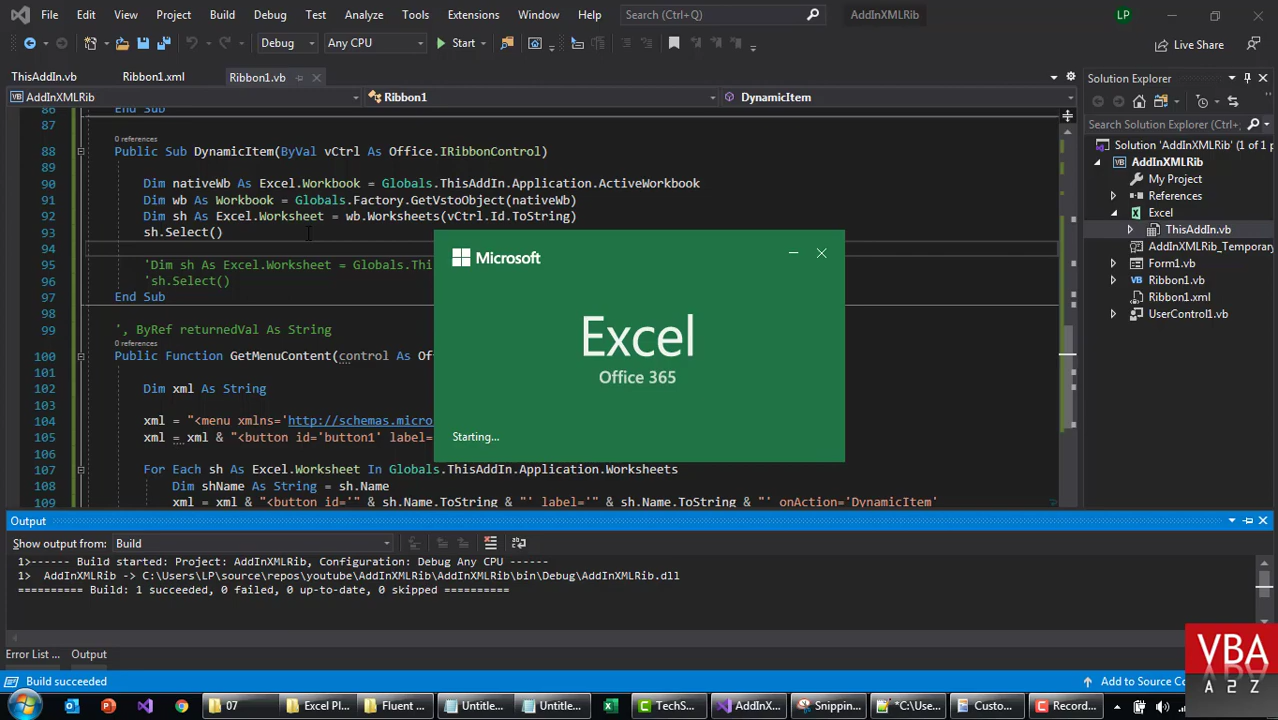 File Edit View Project Build Debug Test Analyze Tools Extensions Window Help Search (Ctrl+Q) AddInXMLRib LP
Debug Any CPU Start Live Share
ThisAddIn.vb Ribbon1.xml Ribbon1.vb
AddInXMLRib Ribbon1 DynamicItem
86 End Sub
87
0 references
88 Public Sub DynamicItem(ByVal vCtrl As Office.IRibbonControl)
89
90 Dim nativeWb As Excel.Workbook = Globals.ThisAddIn.Application.ActiveWorkbook
91 Dim wb As Workbook = Globals.Factory.GetVstoObject(nativeWb)
92 Dim sh As Excel.Worksheet = wb.Worksheets(vCtrl.Id.ToString)
93 sh.Select()
94
95 'Dim sh As Excel.Worksheet = Globals.Thi
96 'sh.Select()
97 End Sub
98
99 ', ByRef returnedVal As String
0 references
100 Public Function GetMenuContent(control As Of
101
102 Dim xml As String
103
104 xml = "<menu xmlns='http://schemas.micro
105 xml = xml & "<button id='button1' label=
106
107 For Each sh As Excel.Worksheet In Globals.ThisAddIn.Application.Worksheets
108 Dim shName As String = sh.Name
109 xml = xml & "<button id='" & sh.Name.ToString & "' label='" & sh.Name.ToString & "' onAction='DynamicItem'
Microsoft
Excel
Office 365
Starting...
Solution Explorer
Search Solution Explorer (Ctrl+;)
Solution 'AddInXMLRib' (1 of 1 p
AddInXMLRib
My Project
References
Excel
ThisAddIn.vb
AddInXMLRib_Temporary
Form1.vb
Ribbon1.vb
Ribbon1.xml
UserControl1.vb
Output
Show output from: Build
1>------ Build started: Project: AddInXMLRib, Configuration: Debug Any CPU ------
1> AddInXMLRib -> C:\Users\LP\source\repos\youtube\AddInXMLRib\AddInXMLRib\bin\Debug\AddInXMLRib.dll
========== Build: 1 succeeded, 0 failed, 0 up-to-date, 0 skipped ==========
Error List ... Output
Build succeeded Add to Source Co
07 Excel Pl... Fluent ... Untitle... Untitle... TechS... AddInX... Snippin... *C:\Use... Custo... Record...
VBA
A 2 Z